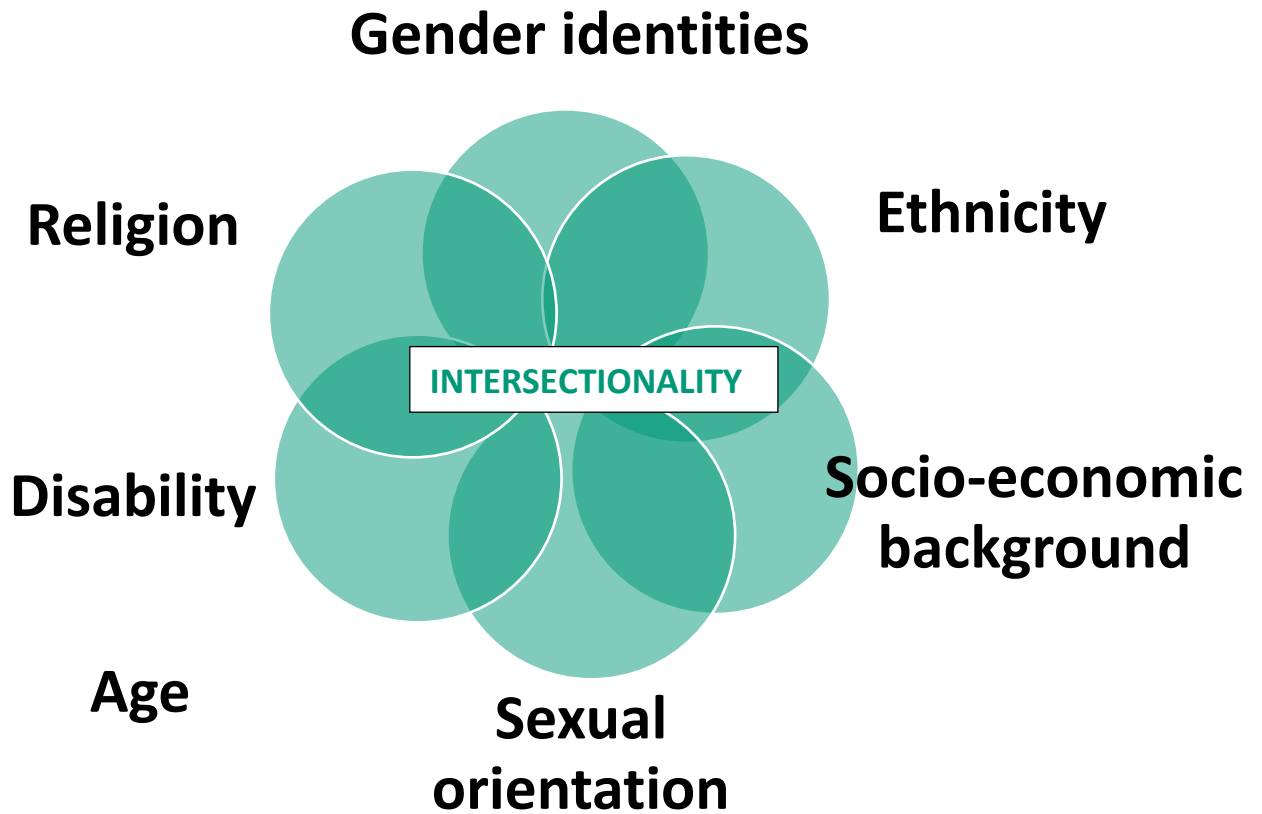 Gender identities
Religion
Ethnicity
INTERSECTIONALITY
Disability
Socio-economic
background
Age
Sexual
orientation